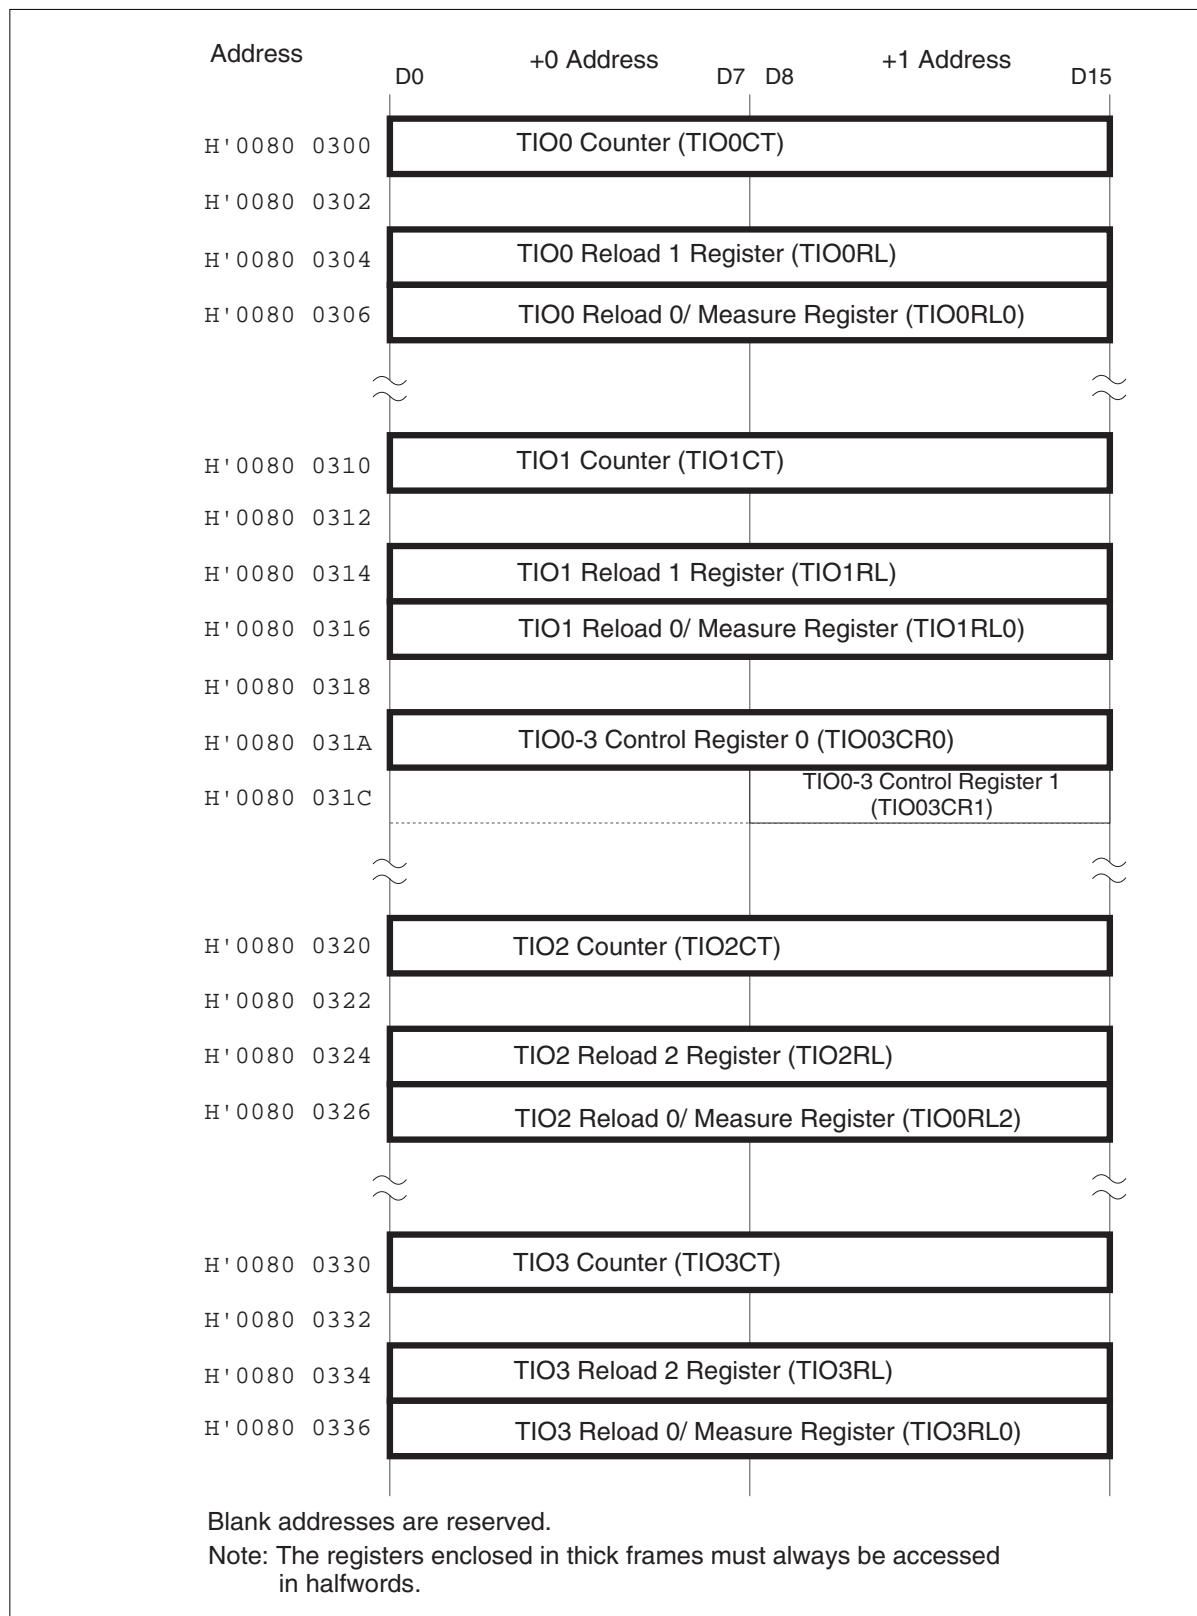 Address +0 Address +1 Address
D0 D7 D8 D15
H'0080 0300 TIO0 Counter (TIO0CT)
H'0080 0302
H'0080 0304 TIO0 Reload 1 Register (TIO0RL)
H'0080 0306 TIO0 Reload 0/ Measure Register (TIO0RL0)
H'0080 0310 TIO1 Counter (TIO1CT)
H'0080 0312
H'0080 0314 TIO1 Reload 1 Register (TIO1RL)
H'0080 0316 TIO1 Reload 0/ Measure Register (TIO1RL0)
H'0080 0318
H'0080 031A TIO0-3 Control Register 0 (TIO03CR0)
H'0080 031C TIO0-3 Control Register 1
(TIO03CR1)
H'0080 0320 TIO2 Counter (TIO2CT)
H'0080 0322
H'0080 0324 TIO2 Reload 2 Register (TIO2RL)
H'0080 0326 TIO2 Reload 0/ Measure Register (TIO0RL2)
H'0080 0330 TIO3 Counter (TIO3CT)
H'0080 0332
H'0080 0334 TIO3 Reload 2 Register (TIO3RL)
H'0080 0336 TIO3 Reload 0/ Measure Register (TIO3RL0)
Blank addresses are reserved.
Note: The registers enclosed in thick frames must always be accessed
in halfwords.